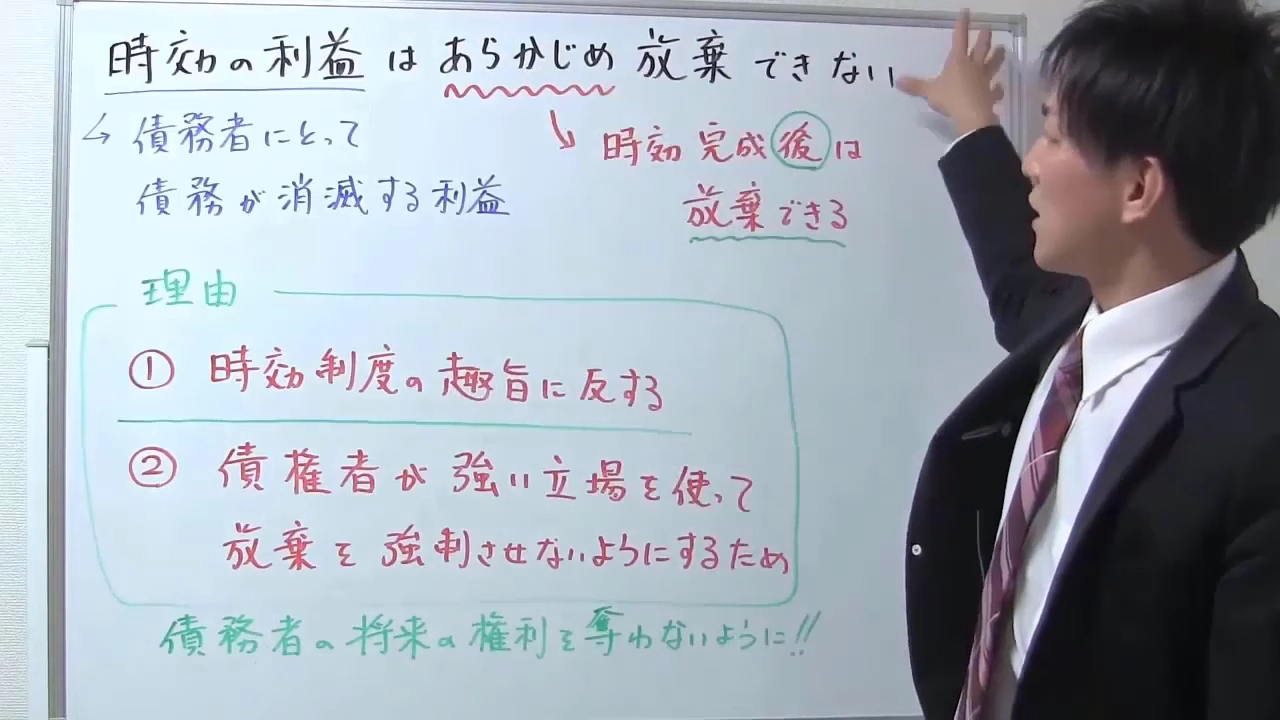 時効の利益はあらかじめ放棄できない
↳ 債務者にとって
債務が消滅する利益
↘ 時効完成後は
放棄できる
理由
① 時効制度の趣旨に反する
② 債権者が強い立場を使って
放棄を強制させないようにするため
債務者の将来の権利を奪わないように!!